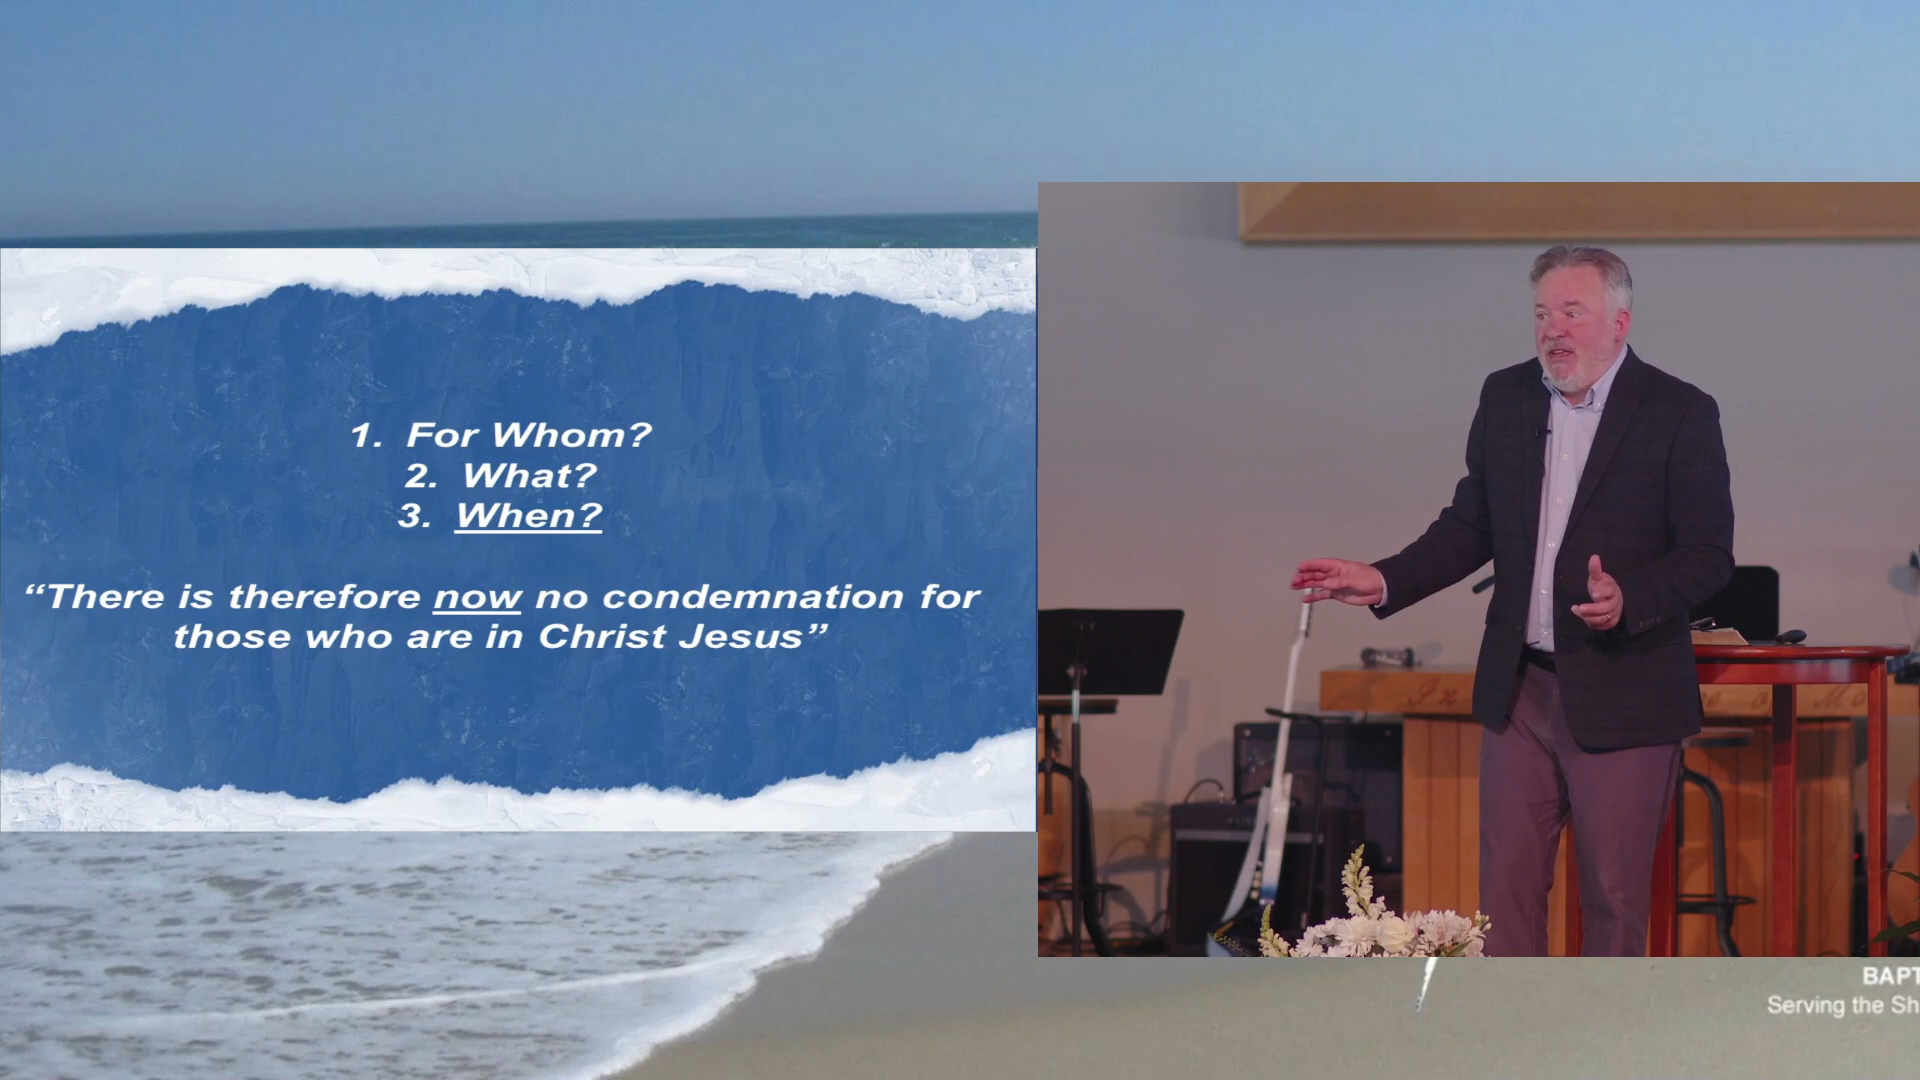 1. For Whom?
2. What?
3. When?
“There is therefore now no condemnation for
those who are in Christ Jesus”
BAPT
Serving the Sh